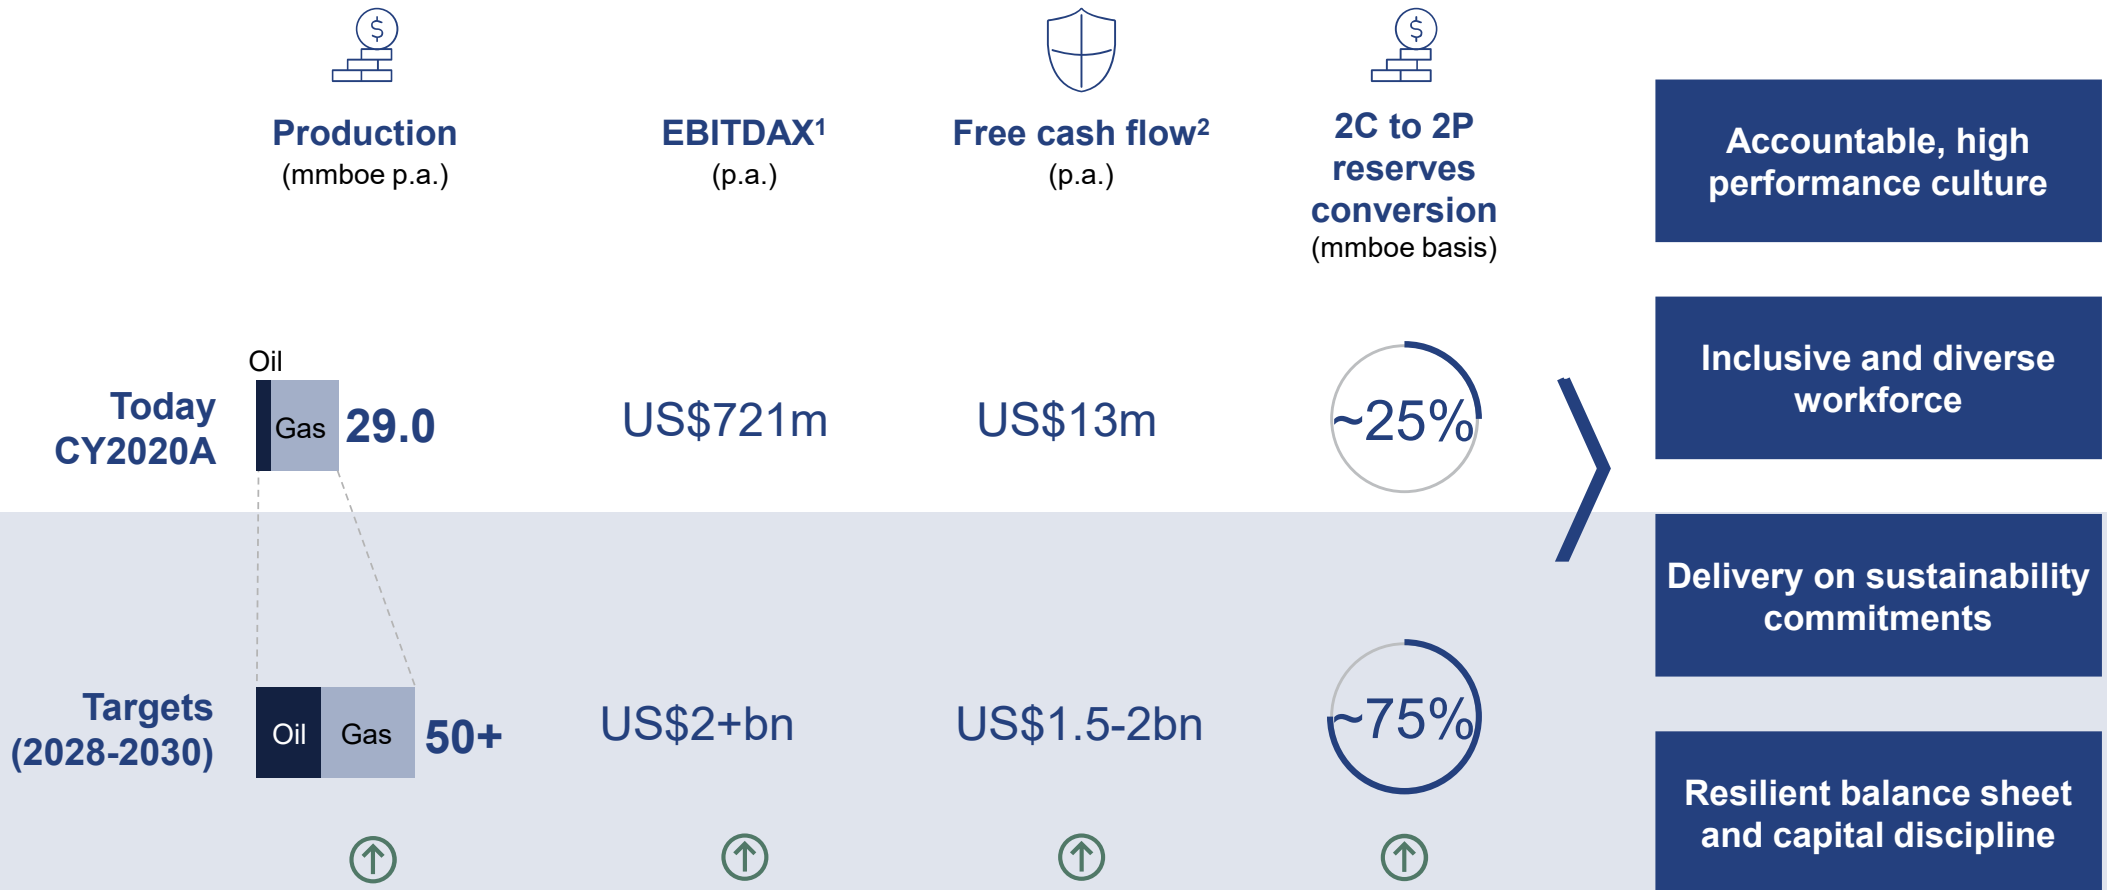 $
$
Production
(mmboe p.a.)
EBITDAX¹
(p.a.)
Free cash flow²
(p.a.)
2C to 2P
reserves
conversion
(mmboe basis)
Today
CY2020A
Oil
Gas
29.0
US$721m
US$13m
~25%
Targets
(2028-2030)
Oil
Gas
50+
US$2+bn
US$1.5-2bn
~75%
Accountable, high
performance culture
Inclusive and diverse
workforce
Delivery on sustainability
commitments
Resilient balance sheet
and capital discipline